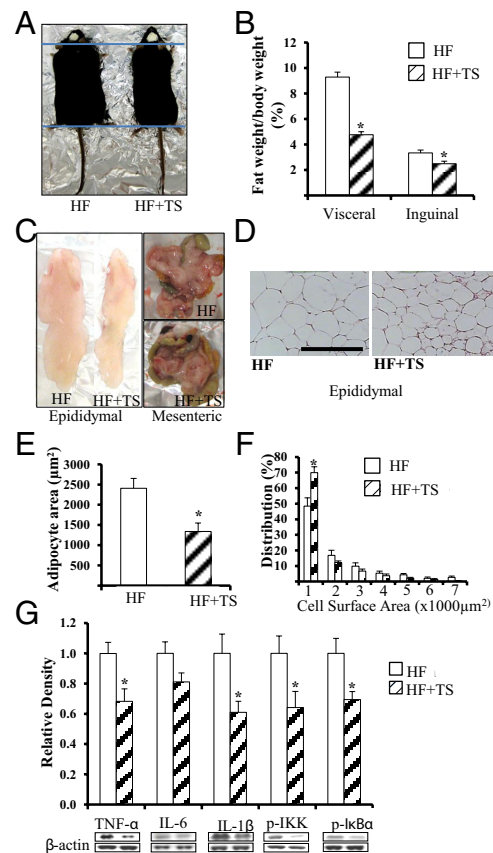 A
HF
HF+TS
B
Fat weight/body weight
(%)
12
10
8
6
4
2
HF
HF+TS
*
*
Visceral
Inguinal
C
HF
HF+TS
Epididymal
HF
HF+TS
Mesenteric
D
HF
HF+TS
Epididymal
E
Adipocyte area (μm²)
3000
2500
2000
1500
1000
500
0
*
HF
HF+TS
F
Distribution (%)
80
70
60
50
40
30
20
10
*
HF
HF+TS
1 2 3 4 5 6 7
Cell Surface Area (x1000μm²)
G
Relative Density
1.2
1.0
0.8
0.6
0.4
0.2
0.0
* * * *
HF
HF+TS
TNF-α IL-6 IL-1β p-IKK p-IκBα
β-actin